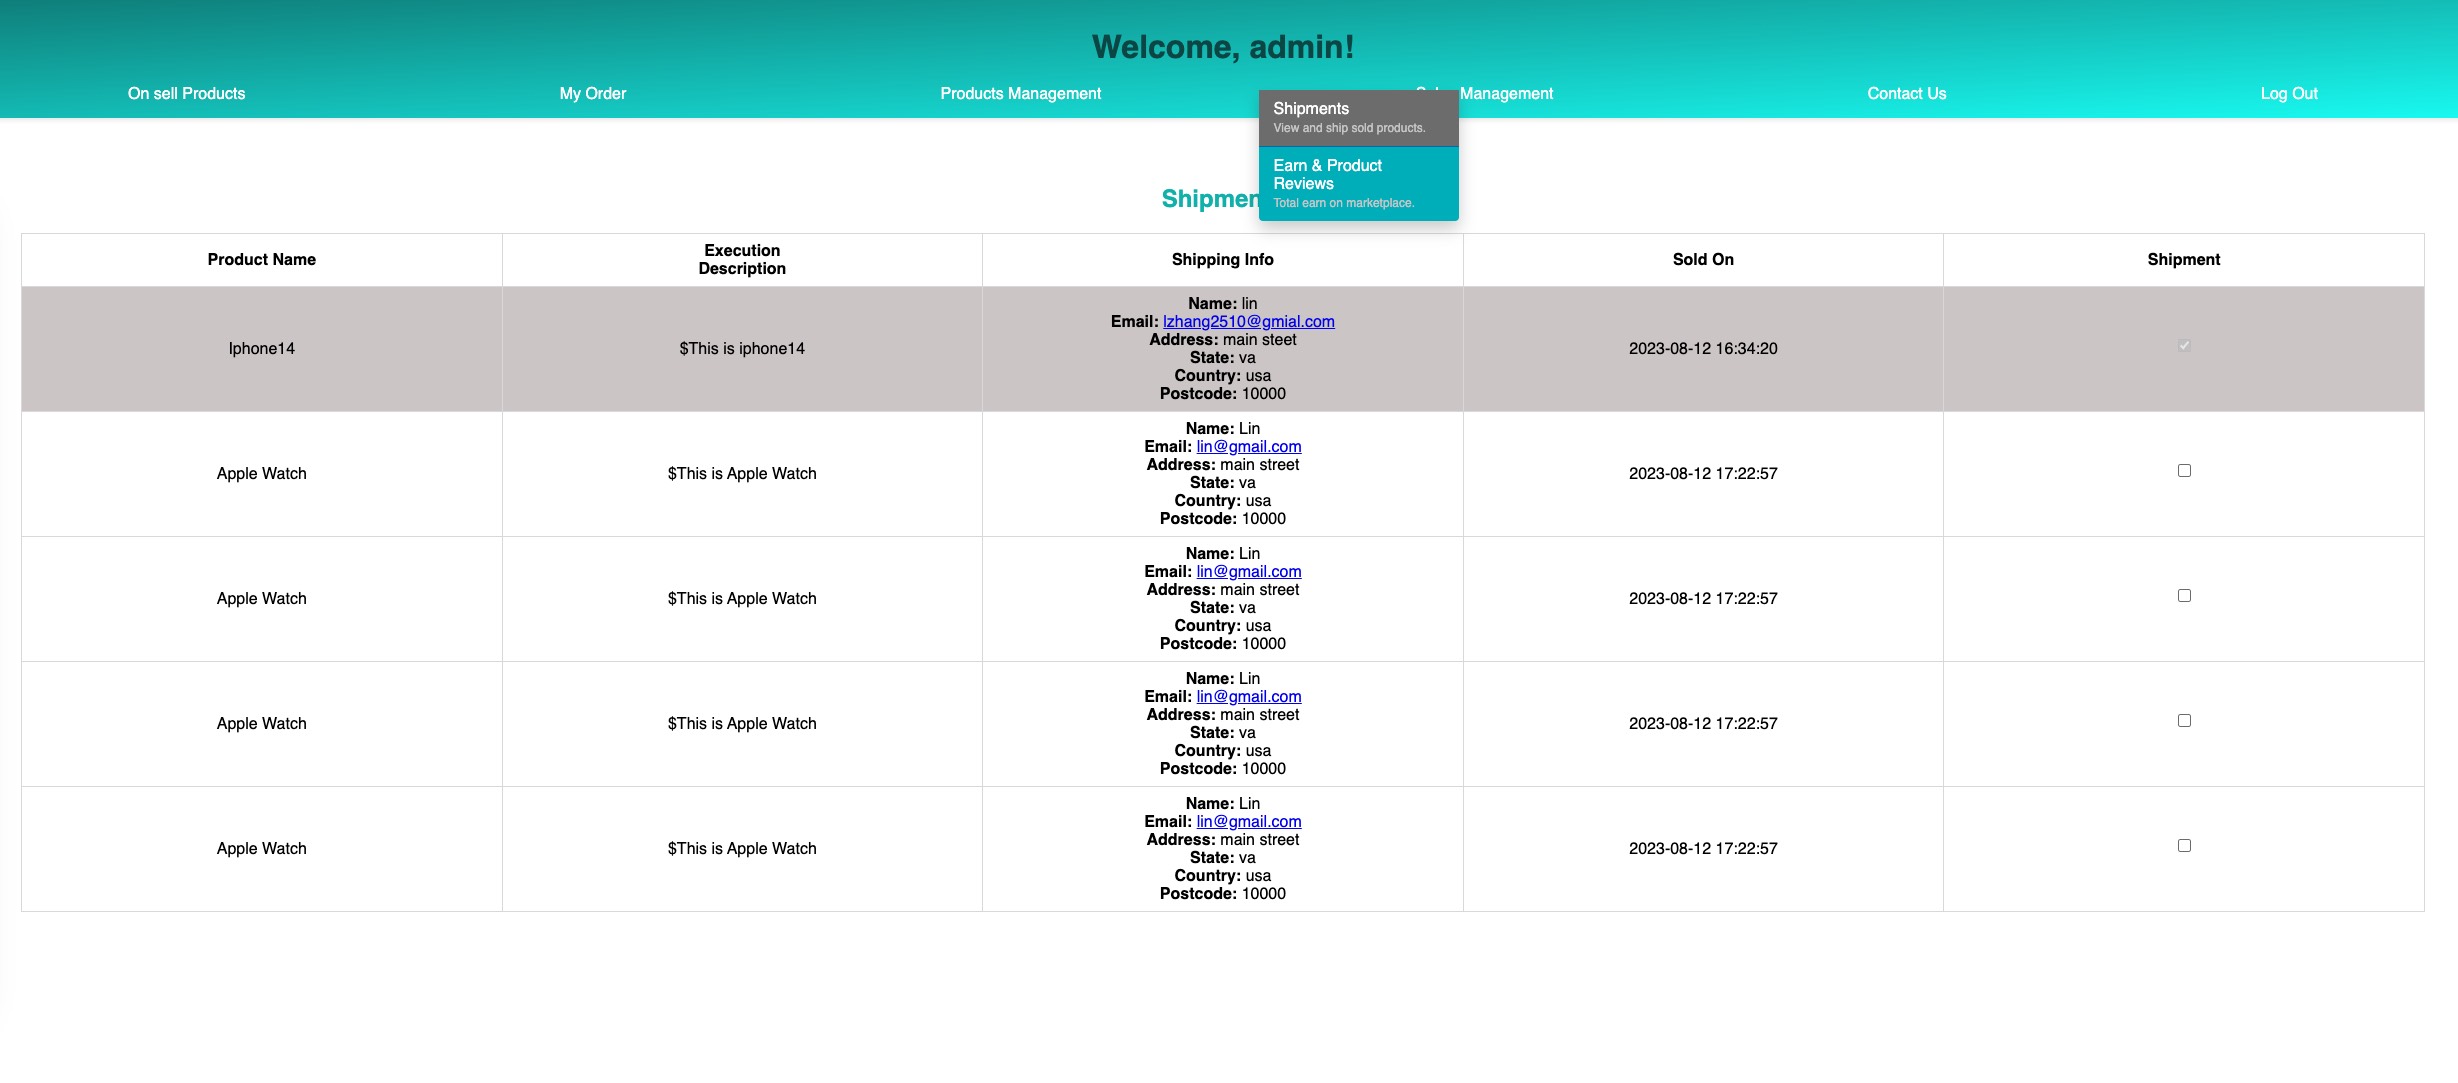 Welcome, admin!
On sell Products My Order Products Management Management Contact Us Log Out
Shipments
View and ship sold products.
Earn & Product
Reviews
Total earn on marketplace.
Product Name Execution Description Shipping Info Sold On Shipment
Iphone14 $This is iphone14
Name: lin
Email: lzhang2510@gmial.com
Address: main steet
State: va
Country: usa
Postcode: 10000
2023-08-12 16:34:20
Apple Watch $This is Apple Watch
Name: Lin
Email: lin@gmail.com
Address: main street
State: va
Country: usa
Postcode: 10000
2023-08-12 17:22:57
Apple Watch $This is Apple Watch
Name: Lin
Email: lin@gmail.com
Address: main street
State: va
Country: usa
Postcode: 10000
2023-08-12 17:22:57
Apple Watch $This is Apple Watch
Name: Lin
Email: lin@gmail.com
Address: main street
State: va
Country: usa
Postcode: 10000
2023-08-12 17:22:57
Apple Watch $This is Apple Watch
Name: Lin
Email: lin@gmail.com
Address: main street
State: va
Country: usa
Postcode: 10000
2023-08-12 17:22:57